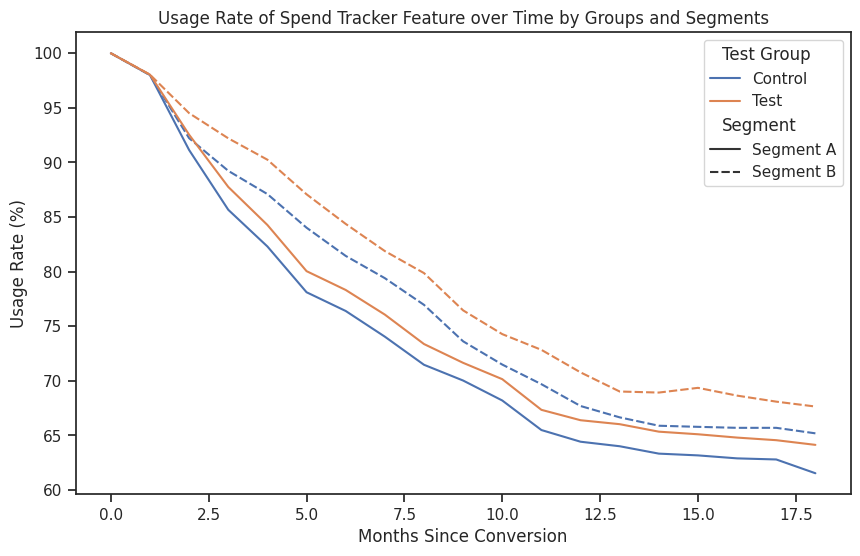 Usage Rate of Spend Tracker Feature over Time by Groups and Segments
Usage Rate (%)
100
95
90
85
80
75
70
65
60
Test Group
Control
Test
Segment
Segment A
Segment B
0.0 2.5 5.0 7.5 10.0 12.5 15.0 17.5
Months Since Conversion